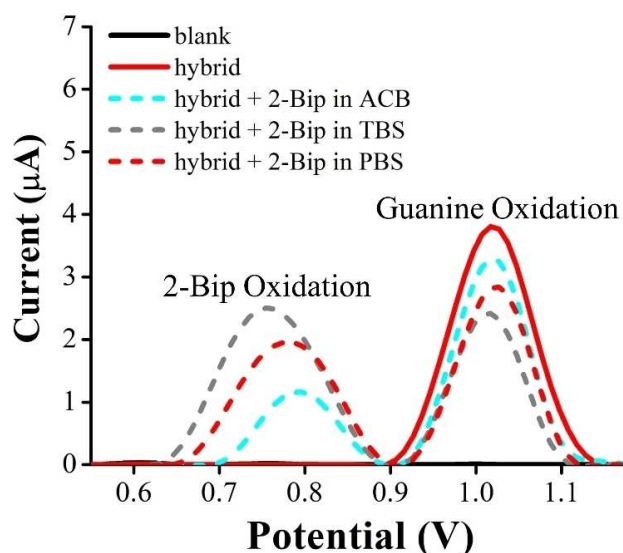 7
6
5
4
3
2
1
0
Current (μA)
blank
hybrid
hybrid + 2-Bip in ACB
hybrid + 2-Bip in TBS
hybrid + 2-Bip in PBS
Guanine Oxidation
2-Bip Oxidation
0.6 0.7 0.8 0.9 1.0 1.1
Potential (V)